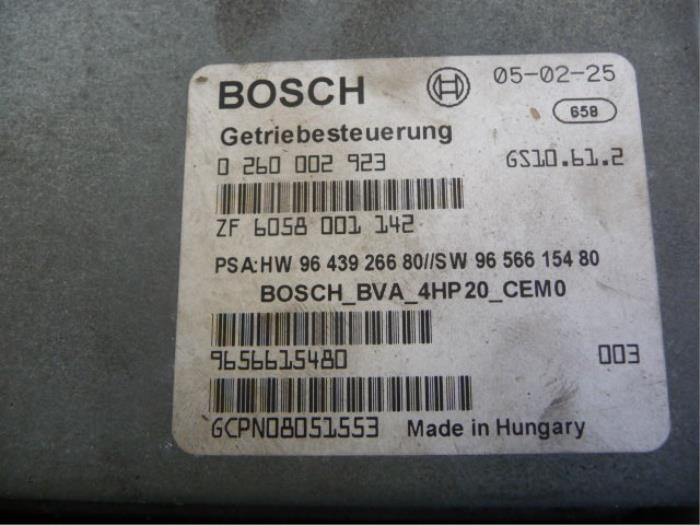 BOSCH 05-02-25
658
Getriebesteuerung
0 260 002 923 GS10.61.2
ZF 6058 001 142
PSA:HW 96 439 266 80//SW 96 566 154 80
BOSCH_BVA_4HP20_CEM0
9656615480 003
GCPN08051553 Made in Hungary